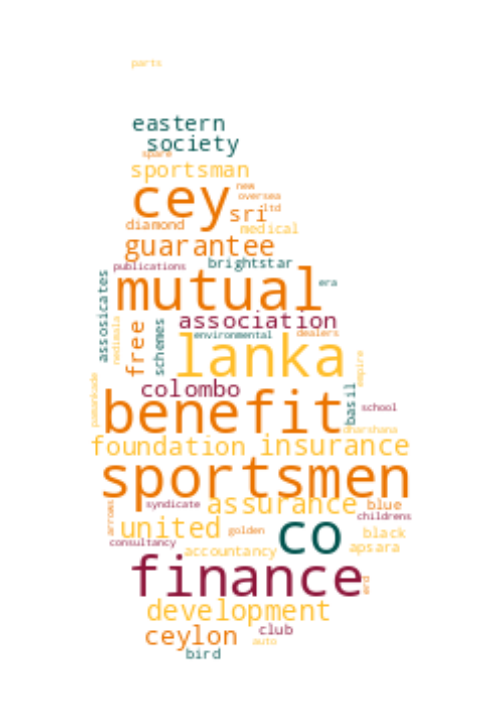 parts
eastern
society
spare
sportsman
new
cey
oversea
sri ltd
diamond
medical
guarantee
publications
brightstar
assosicates
mutual
era
association
environmental
dealers
free
schemes
nedimala
lanka
empire
colombo
pamankade
benefit
basil
school
dharshana
foundation insurance
sportsmen
arrows
syndicate
assurance
blue
childrens
united
golden
co
black
consultancy
accountancy
apsara
finance
erd
development
ceylon
club
auto
bird